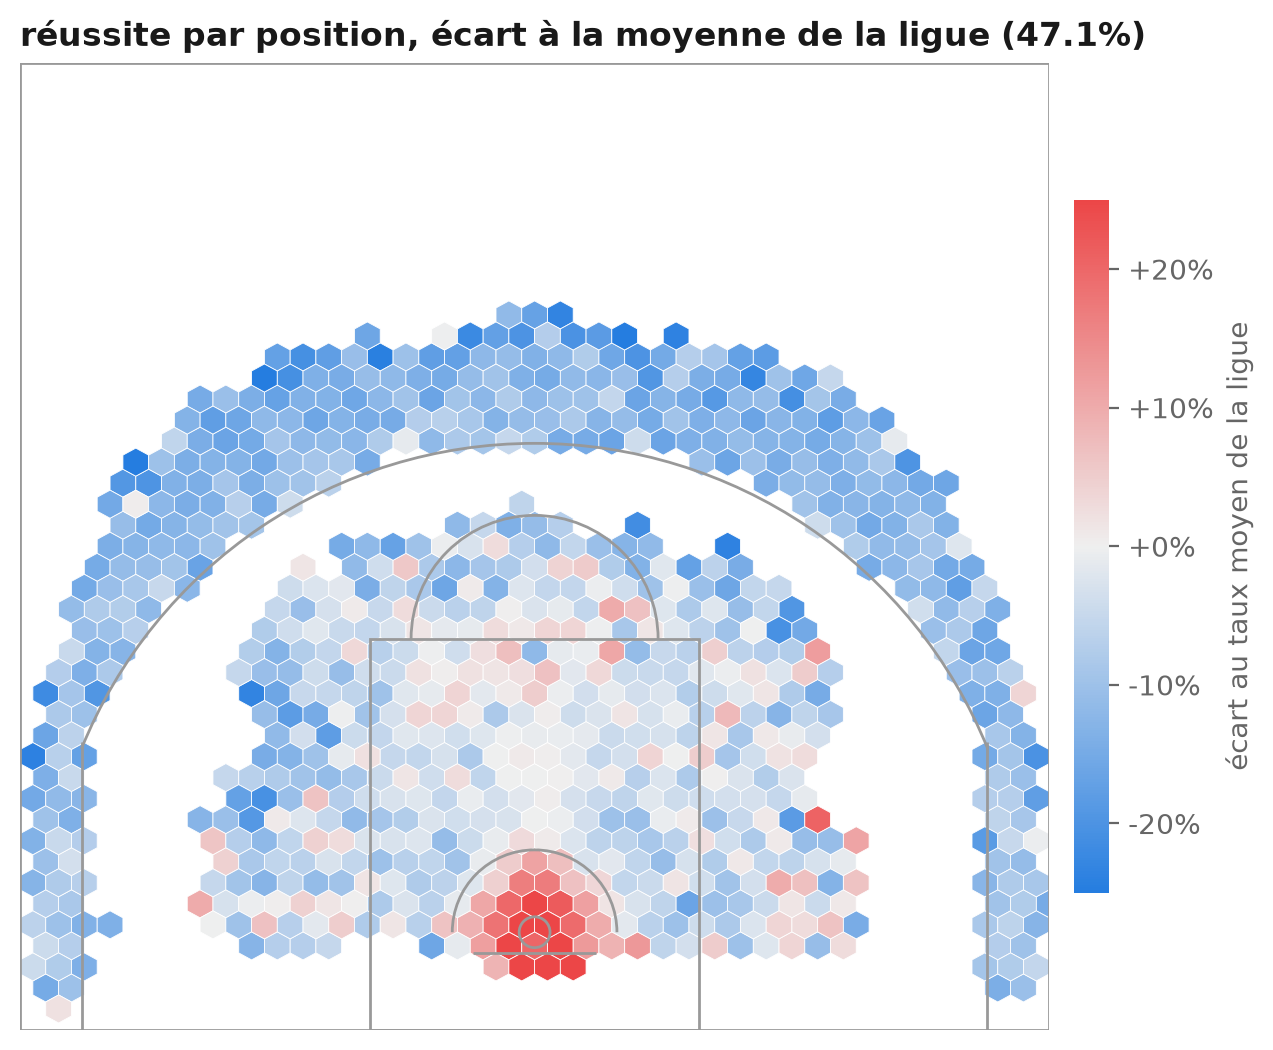 réussite par position, écart à la moyenne de la ligue (47.1%)
+20%
+10%
+0%
-10%
-20%
écart au taux moyen de la ligue